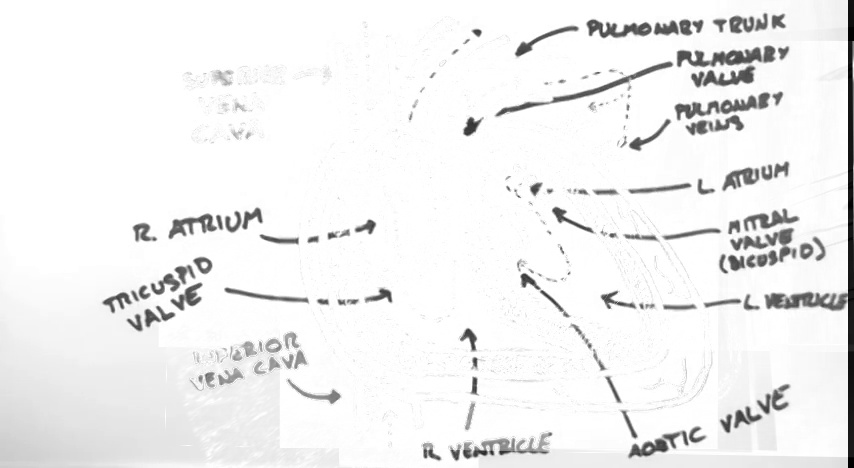 PULMONARY TRUNK
PULMONARY
VALVE
SUPERIOR
VENA
CAVA
PULMONARY
VEINS
L. ATRIUM
R. ATRIUM
MITRAL
VALVE
(BICUSPID)
TRICUSPID
VALVE
L. VENTRICLE
INFERIOR
VENA CAVA
R VENTRICLE
AORTIC VALVE